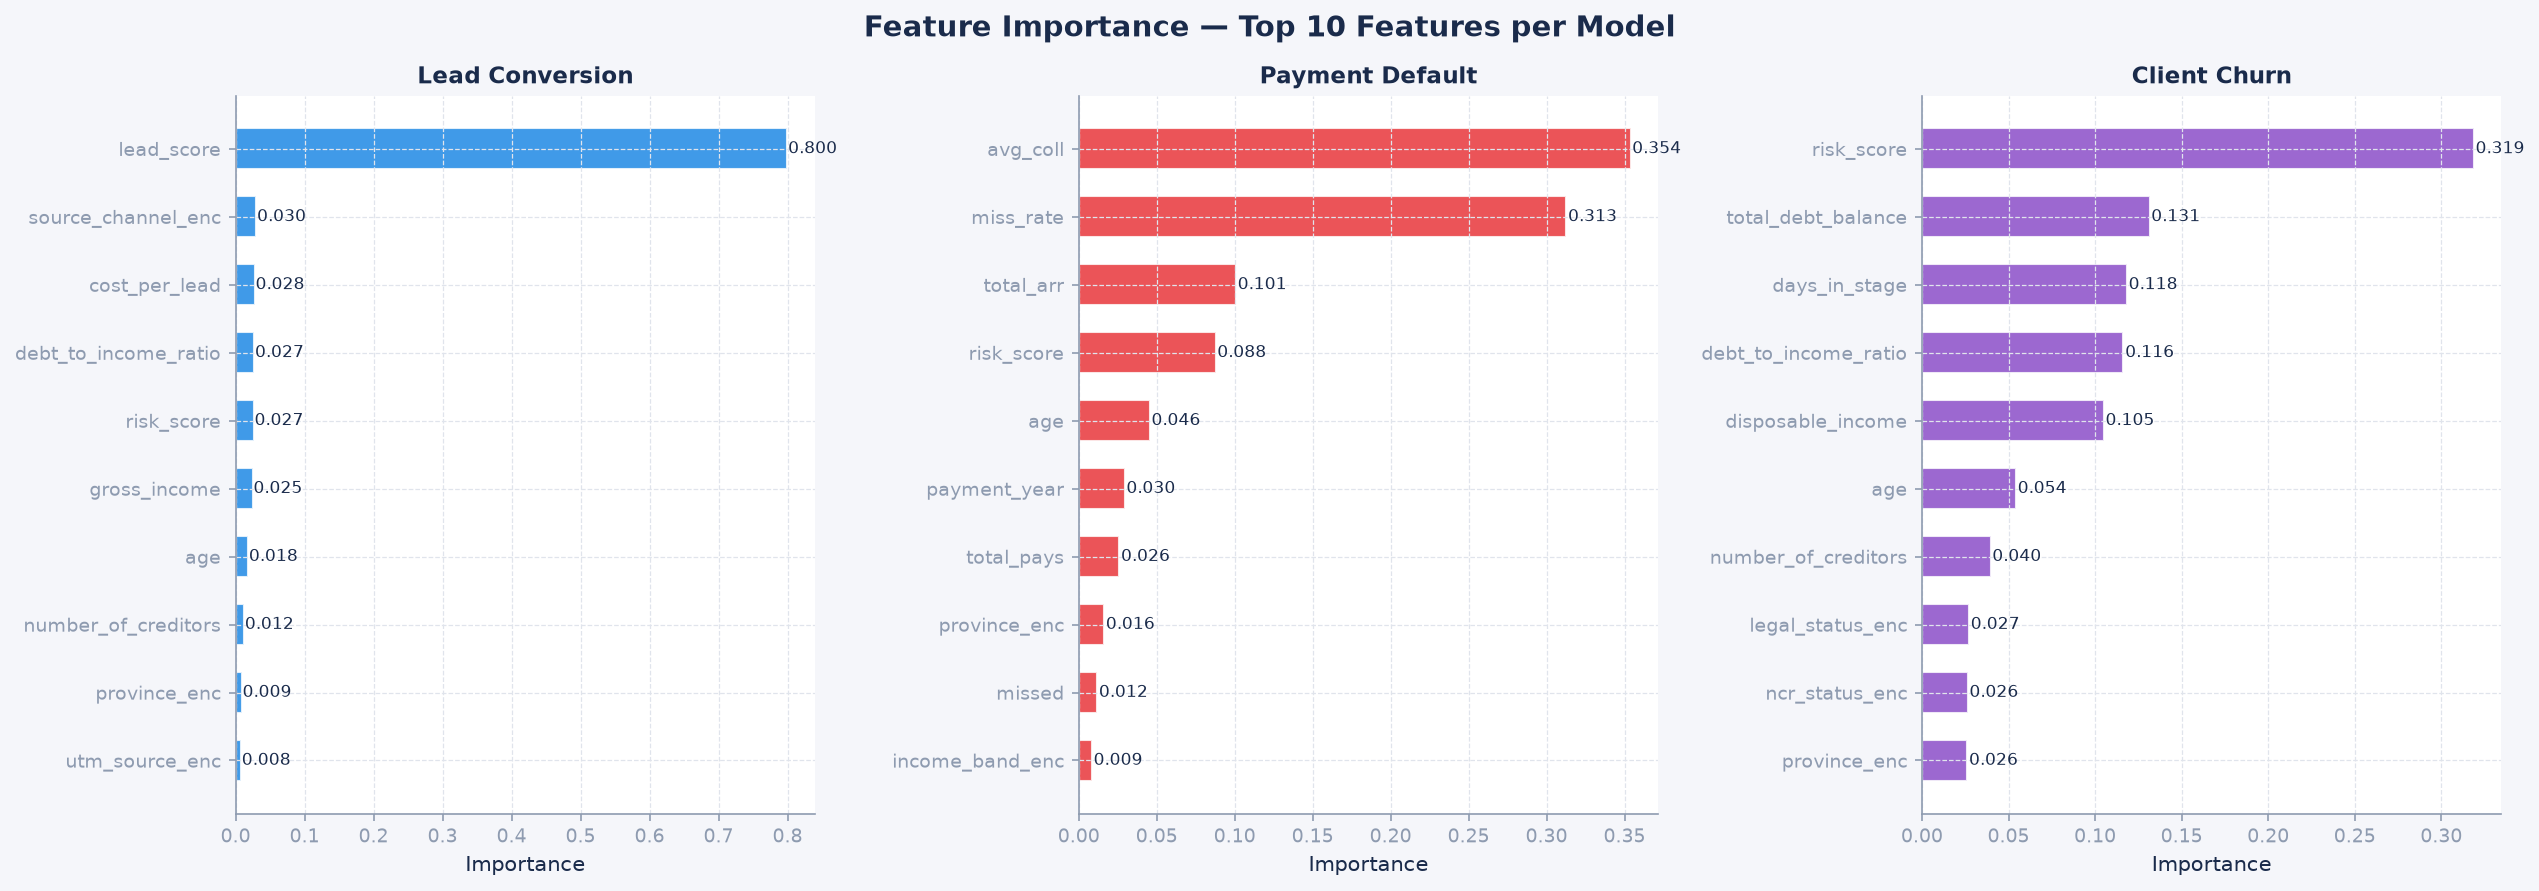 Feature Importance — Top 10 Features per Model
Lead Conversion
lead_score 0.800
source_channel_enc 0.030
cost_per_lead 0.028
debt_to_income_ratio 0.027
risk_score 0.027
gross_income 0.025
age 0.018
number_of_creditors 0.012
province_enc 0.009
utm_source_enc 0.008
0.0 0.1 0.2 0.3 0.4 0.5 0.6 0.7 0.8
Importance
Payment Default
avg_coll 0.354
miss_rate 0.313
total_arr 0.101
risk_score 0.088
age 0.046
payment_year 0.030
total_pays 0.026
province_enc 0.016
missed 0.012
income_band_enc 0.009
0.00 0.05 0.10 0.15 0.20 0.25 0.30 0.35
Importance
Client Churn
risk_score 0.319
total_debt_balance 0.131
days_in_stage 0.118
debt_to_income_ratio 0.116
disposable_income 0.105
age 0.054
number_of_creditors 0.040
legal_status_enc 0.027
ncr_status_enc 0.026
province_enc 0.026
0.00 0.05 0.10 0.15 0.20 0.25 0.30
Importance